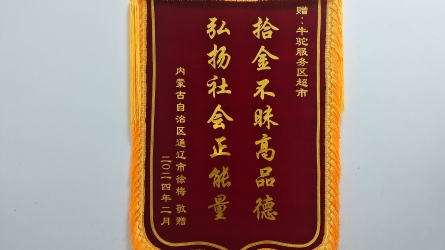 赠：牛驼服务区超市
拾金不昧高品德
弘扬社会正能量
内蒙古自治区通辽市徐梅 敬赠
二〇二四年二月